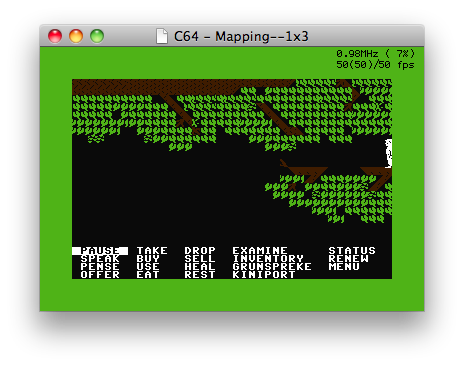 C64 - Mapping--1x3
0.98MHz ( 7%)
50(50)/50 fps
PAUSE TAKE DROP EXAMINE STATUS
SPEAK BUY SELL INVENTORY RENEW
PENSE USE HEAL GRUNSPREKE MENU
OFFER EAT REST KINIPORT